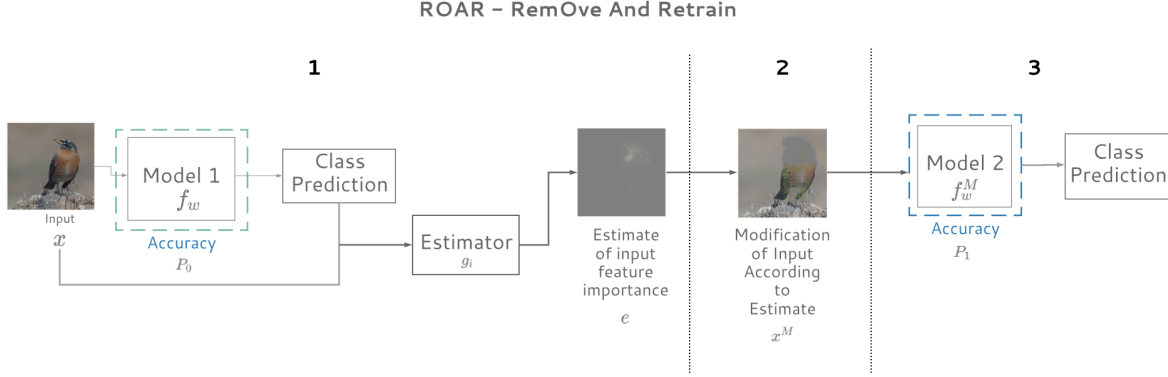 ROAR - RemOve And Retrain
1
2
3
Input
x
Model 1
f_w
Accuracy
P_0
Class
Prediction
Estimator
g_i
Estimate
of input
feature
importance
e
Modification
of Input
According
to
Estimate
x^M
Model 2
f_w^M
Accuracy
P_1
Class
Prediction